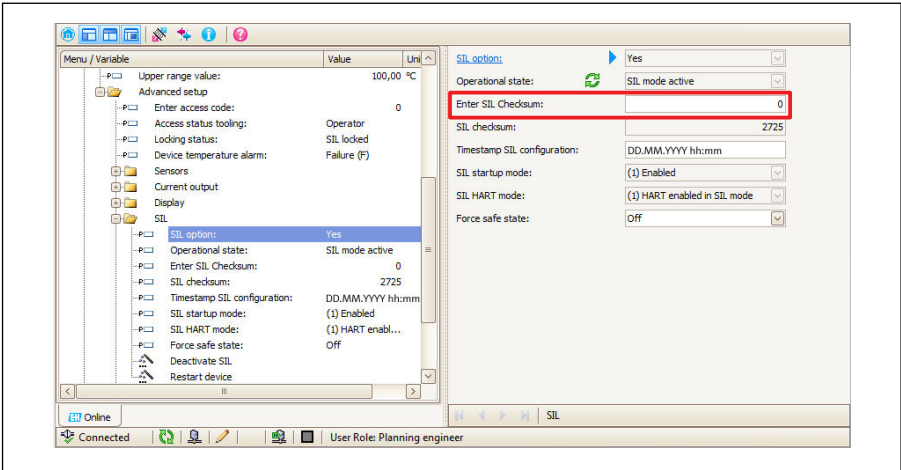 Menu / Variable Value Uni
Upper range value: 100,00 °C
Advanced setup
Enter access code: 0
Access status tooling: Operator
Locking status: SIL locked
Device temperature alarm: Failure (F)
Sensors
Current output
Display
SIL
SIL option: Yes
Operational state: SIL mode active
Enter SIL Checksum: 0
SIL checksum: 2725
Timestamp SIL configuration: DD.MM.YYYY hh:mm
SIL startup mode: (1) Enabled
SIL HART mode: (1) HART enabl...
Force safe state: Off
Deactivate SIL
Restart device
Online
SIL option: Yes
Operational state: SIL mode active
Enter SIL Checksum: 0
SIL checksum: 2725
Timestamp SIL configuration: DD.MM.YYYY hh:mm
SIL startup mode: (1) Enabled
SIL HART mode: (1) HART enabled in SIL mode
Force safe state: Off
SIL
Connected User Role: Planning engineer